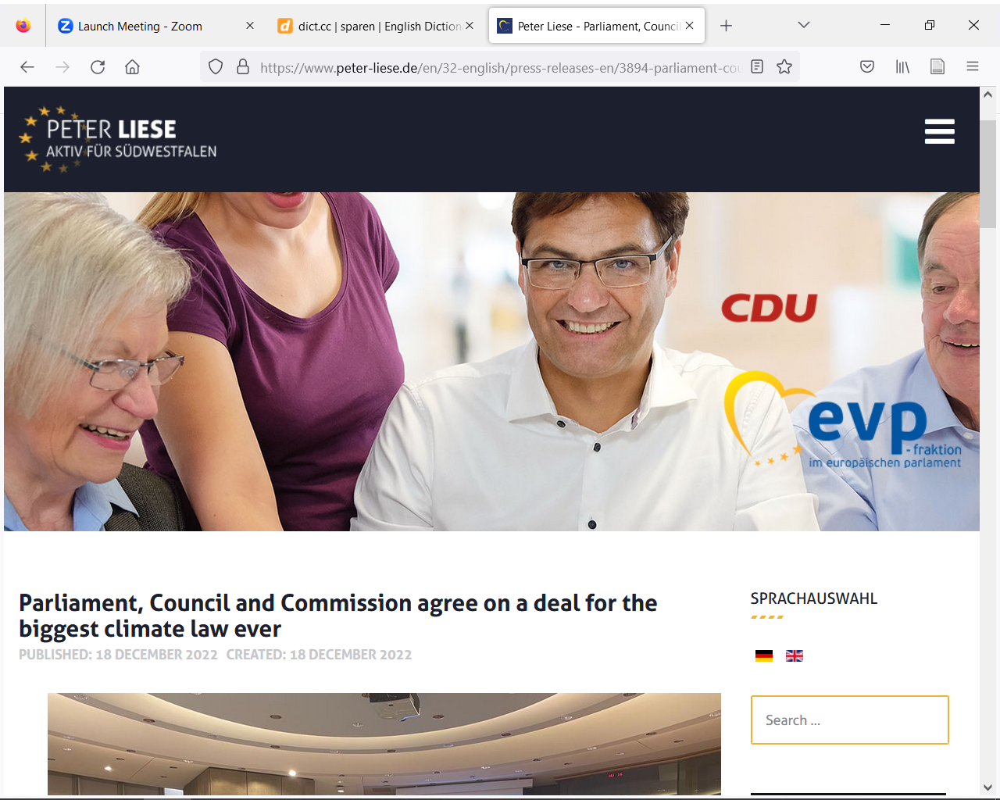 Launch Meeting - Zoom
dict.cc | sparen | English Diction
Peter Liese - Parliament, Council
https://www.peter-liese.de/en/32-english/press-releases-en/3894-parliament-cou
PETER LIESE
AKTIV FÜR SÜDWESTFALEN
CDU
evp
-fraktion
im europäischen parlament
Parliament, Council and Commission agree on a deal for the
biggest climate law ever
PUBLISHED: 18 DECEMBER 2022 CREATED: 18 DECEMBER 2022
SPRACHAUSWAHL
Search ...